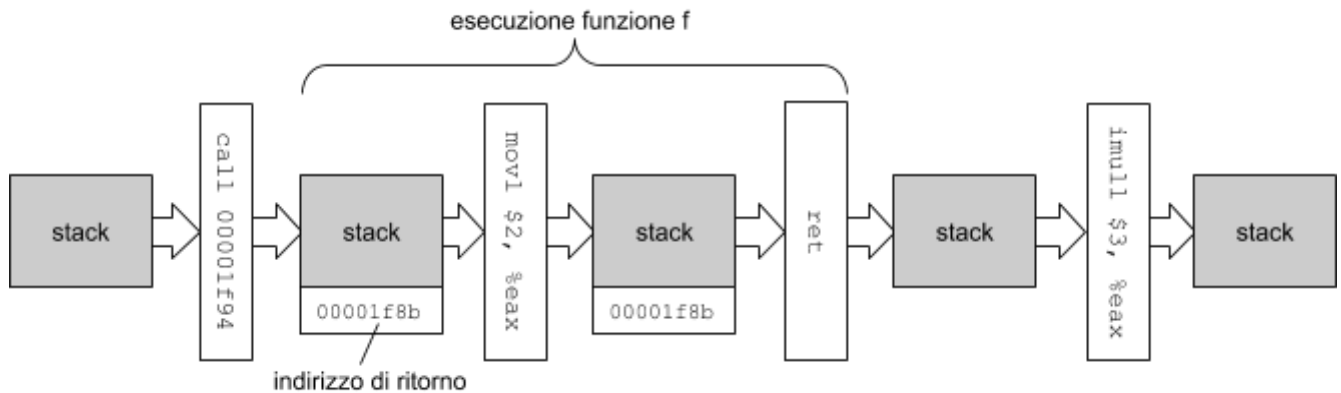 esecuzione funzione f
stack
call 00001f94
stack
00001f8b
indirizzo di ritorno
movl $2, %eax
stack
00001f8b
ret
stack
imull $3, %eax
stack